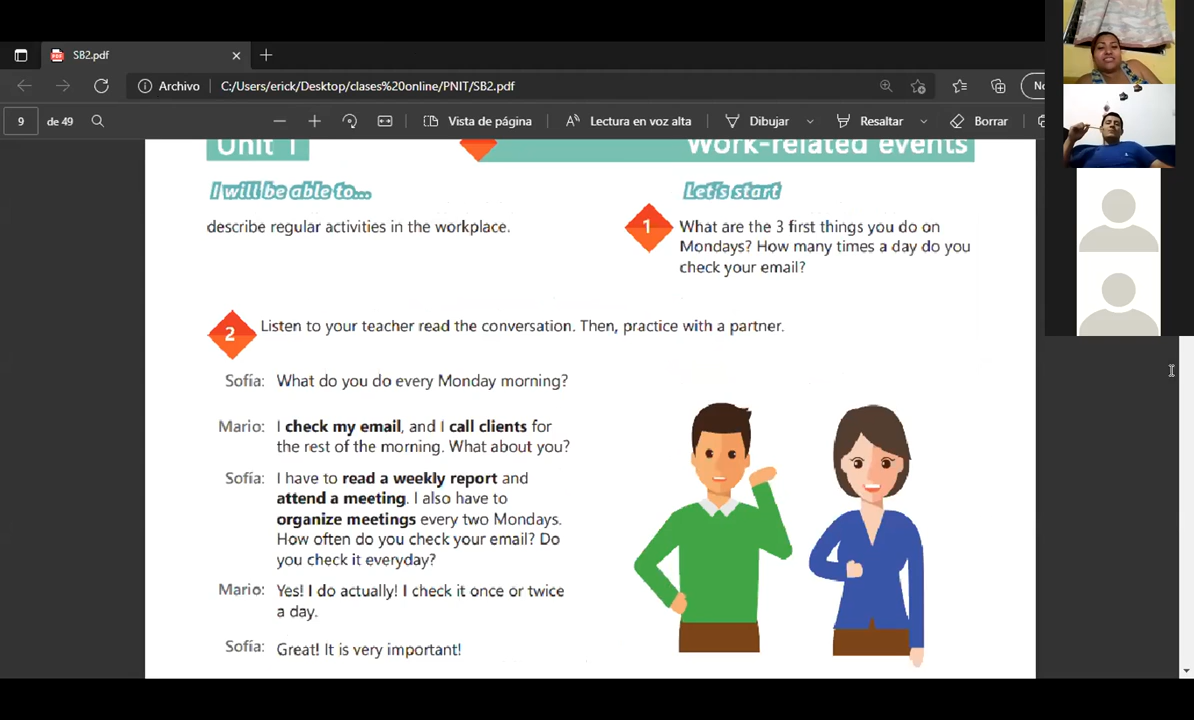 SB2.pdf
Archivo
C:/Users/erick/Desktop/clases%20online/PNIT/SB2.pdf
9
de 49
Vista de página
Lectura en voz alta
Dibujar
Resaltar
Borrar
Unit 1
Work-related events
I will be able to...
Let's start
describe regular activities in the workplace.
1
What are the 3 first things you do on
Mondays? How many times a day do you
check your email?
2
Listen to your teacher read the conversation. Then, practice with a partner.
Sofía: What do you do every Monday morning?
Mario: I check my email, and I call clients for
the rest of the morning. What about you?
Sofía: I have to read a weekly report and
attend a meeting. I also have to
organize meetings every two Mondays.
How often do you check your email? Do
you check it everyday?
Mario: Yes! I do actually! I check it once or twice
a day.
Sofía: Great! It is very important!